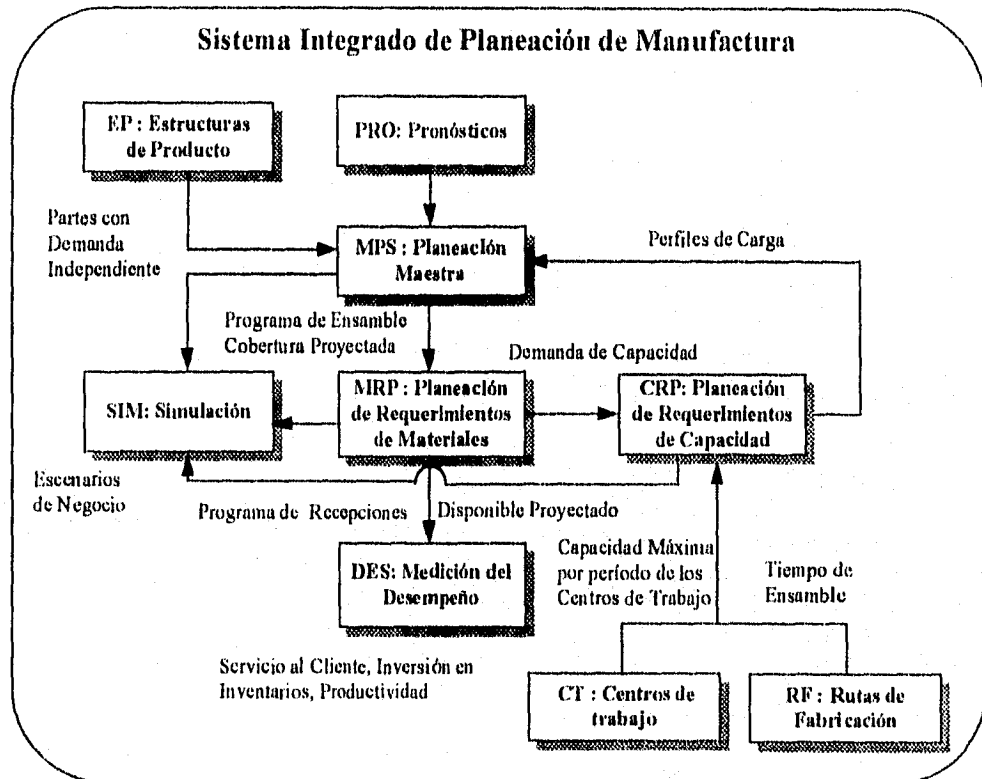 Sistema Integrado de Planeación de Manufactura
EP : Estructuras
de Producto
PRO: Pronósticos
Partes con
Demanda
Independiente
MPS : Planeación
Maestra
Perfiles de Carga
Programa de Ensamble
Cobertura Proyectada
Demanda de Capacidad
SIM: Simulación
MRP : Planeación
de Requerimientos
de Materiales
CRP: Planeación
de Requerimientos
de Capacidad
Escenarios
de Negocio
Programa de Recepciones
Disponible Proyectado
DES: Medición del
Desempeño
Capacidad Máxima
por período de los
Centros de Trabajo
Tiempo de
Ensamble
Servicio al Cliente, Inversión en
Inventarios, Productividad
CT : Centros de
trabajo
RF : Rutas de
Fabricación